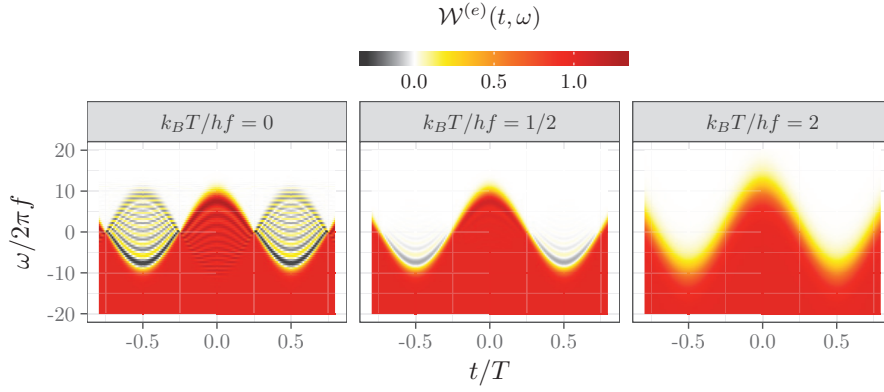 𝒲⁽ᵉ⁾(t, ω)
0.0 0.5 1.0
k_BT/hf = 0 k_BT/hf = 1/2 k_BT/hf = 2
20
10
0
-10
-20
ω/2πf
-0.5 0.0 0.5 -0.5 0.0 0.5 -0.5 0.0 0.5
t/T